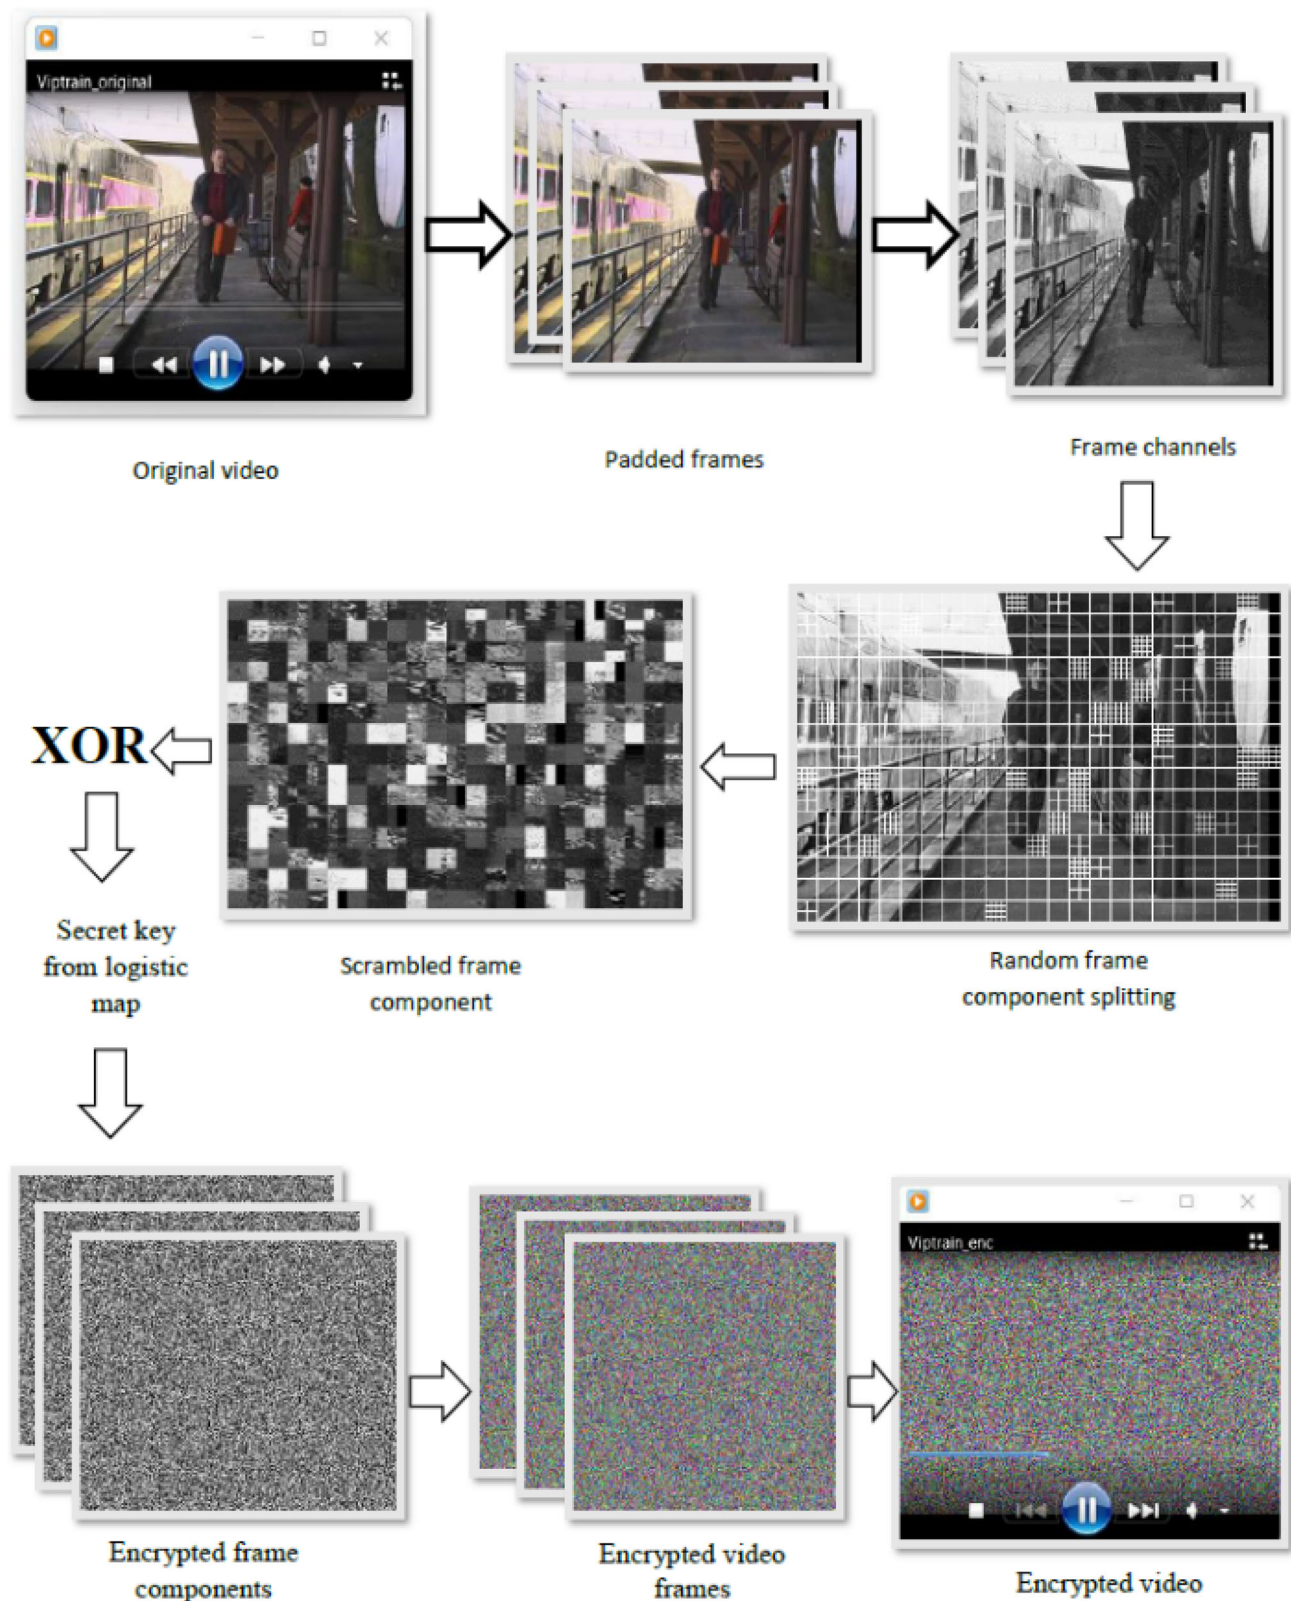 Viptrain_original
Original video
Padded frames
Frame channels
XOR
Secret key
from logistic
map
Scrambled frame
component
Random frame
component splitting
Viptrain_enc
Encrypted frame
components
Encrypted video
frames
Encrypted video